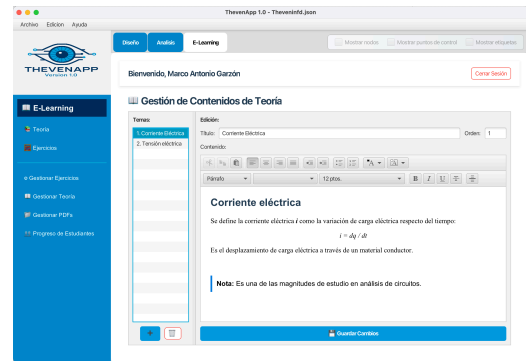 ThevenApp 1.0 - Theveninfd.json
Archivo Edicion Ayuda
Diseño Analisis E-Learning
Mostrar nodos Mostrar puntos de control Mostrar etiquetas
THEVENAPP
Version 1.0
Bienvenido, Marco Antonio Garzón
Cerrar Sesión
E-Learning
Teoría
Ejercicios
Gestionar Ejercicios
Gestionar Teoría
Gestionar PDFs
Progreso de Estudiantes
Gestión de Contenidos de Teoría
Temas:
1. Corriente Eléctrica
2. Tensión eléctrica
Edición:
Título: Corriente Eléctrica Orden: 1
Contenido:
Párrafo 12 ptos. B I U T
Corriente eléctrica
Se define la corriente eléctrica i como la variación de carga eléctrica respecto del tiempo:
i = dq / dt
Es el desplazamiento de carga eléctrica a través de un material conductor.
Nota: Es una de las magnitudes de estudio en análisis de circuitos.
+
Guardar Cambios